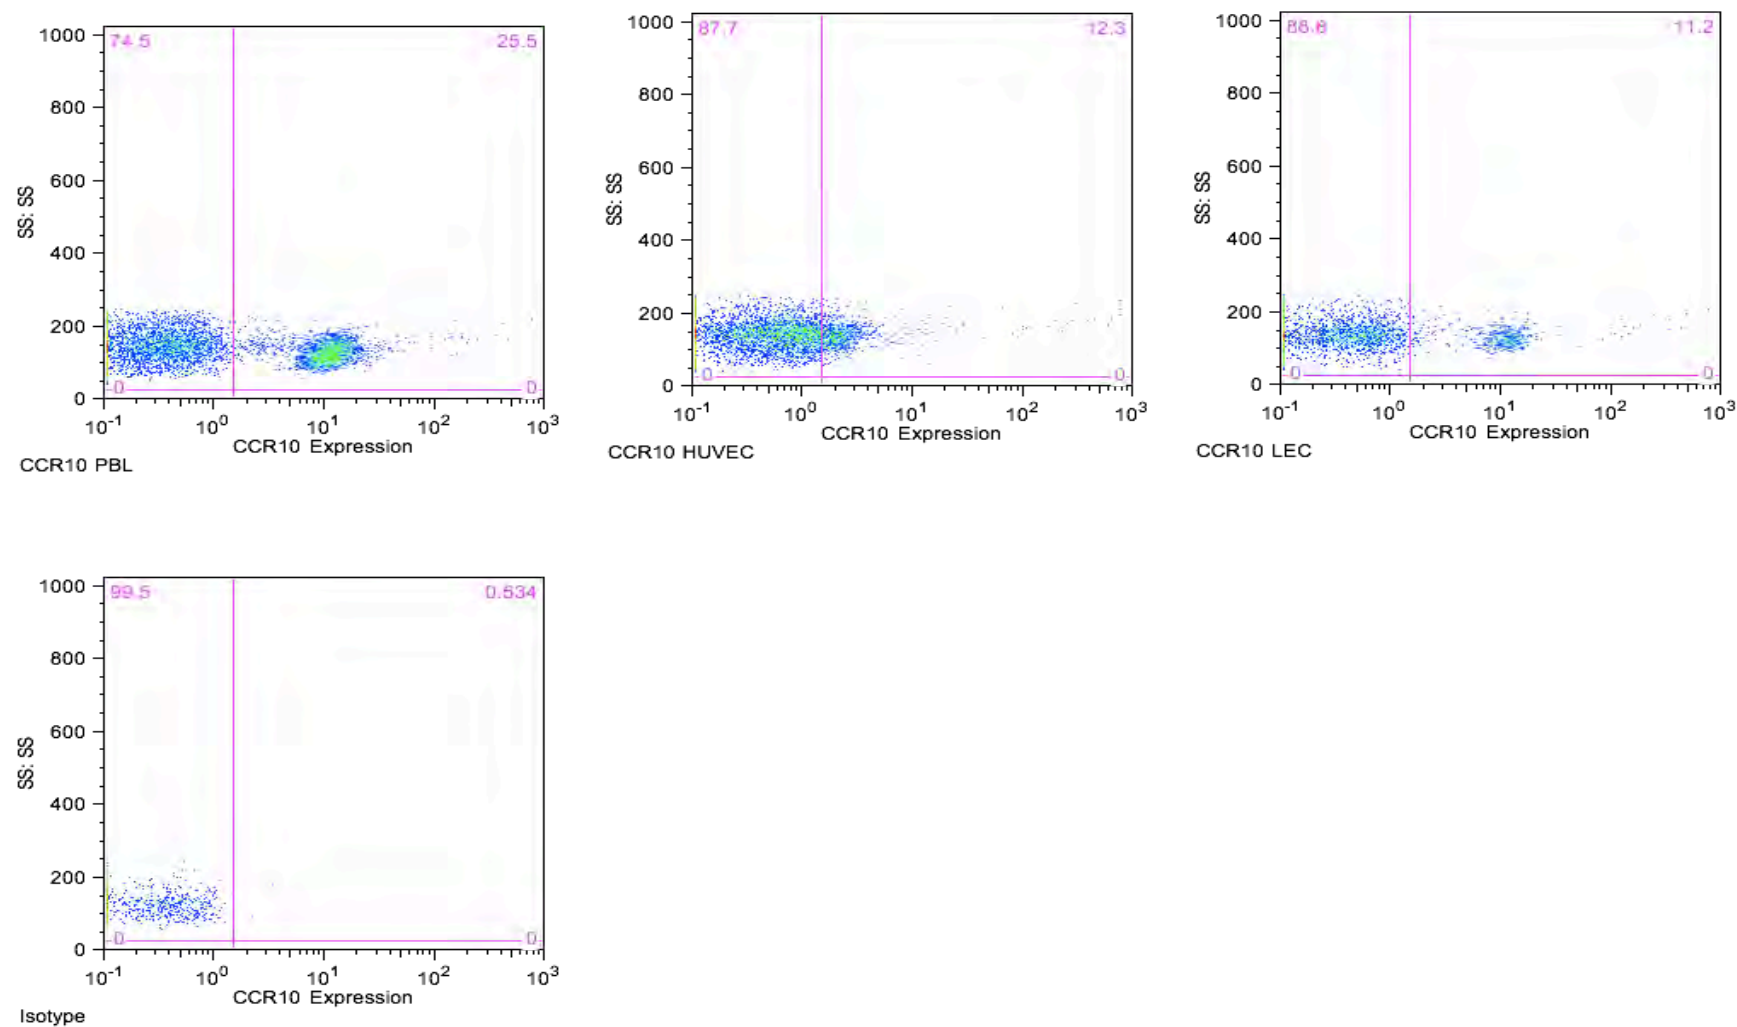 74.5 25.5
1000
800
600
400
200
0
0 0
SS: SS
10-1 100 101 102 103
CCR10 Expression
CCR10 PBL
87.7 12.3
1000
800
600
400
200
0
0 0
SS: SS
10-1 100 101 102 103
CCR10 Expression
CCR10 HUVEC
88.8 11.2
1000
800
600
400
200
0
0 0
SS: SS
10-1 100 101 102 103
CCR10 Expression
CCR10 LEC
99.5 0.534
1000
800
600
400
200
0
0 0
SS: SS
10-1 100 101 102 103
CCR10 Expression
Isotype